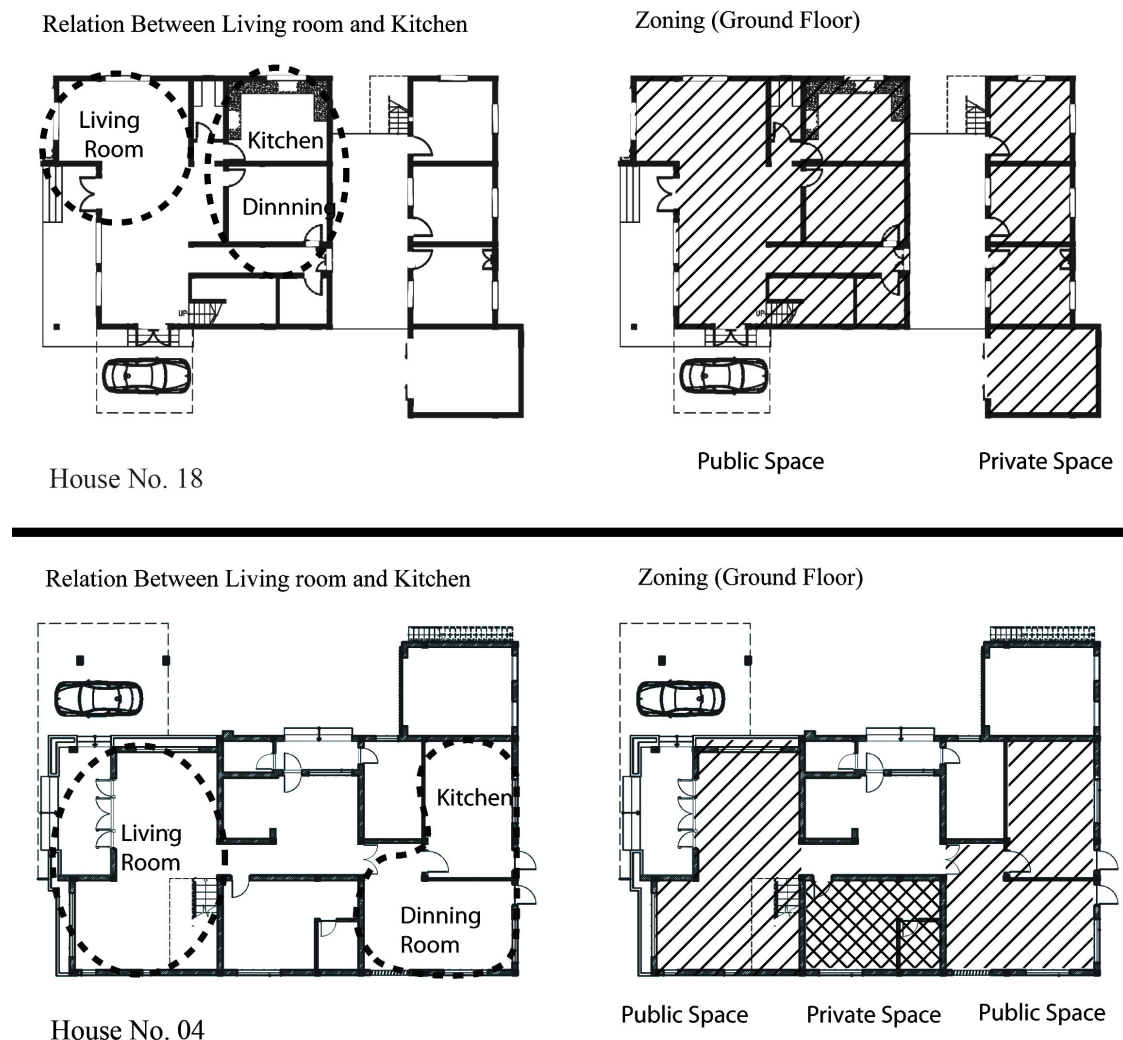 Relation Between Living room and Kitchen
Zoning (Ground Floor)
Living
Room
Kitchen
Dinnning
UP
UP
Public Space
Private Space
House No. 18
Relation Between Living room and Kitchen
Zoning (Ground Floor)
Kitchen
Living
Room
Dinning
Room
Public Space
Private Space
Public Space
House No. 04